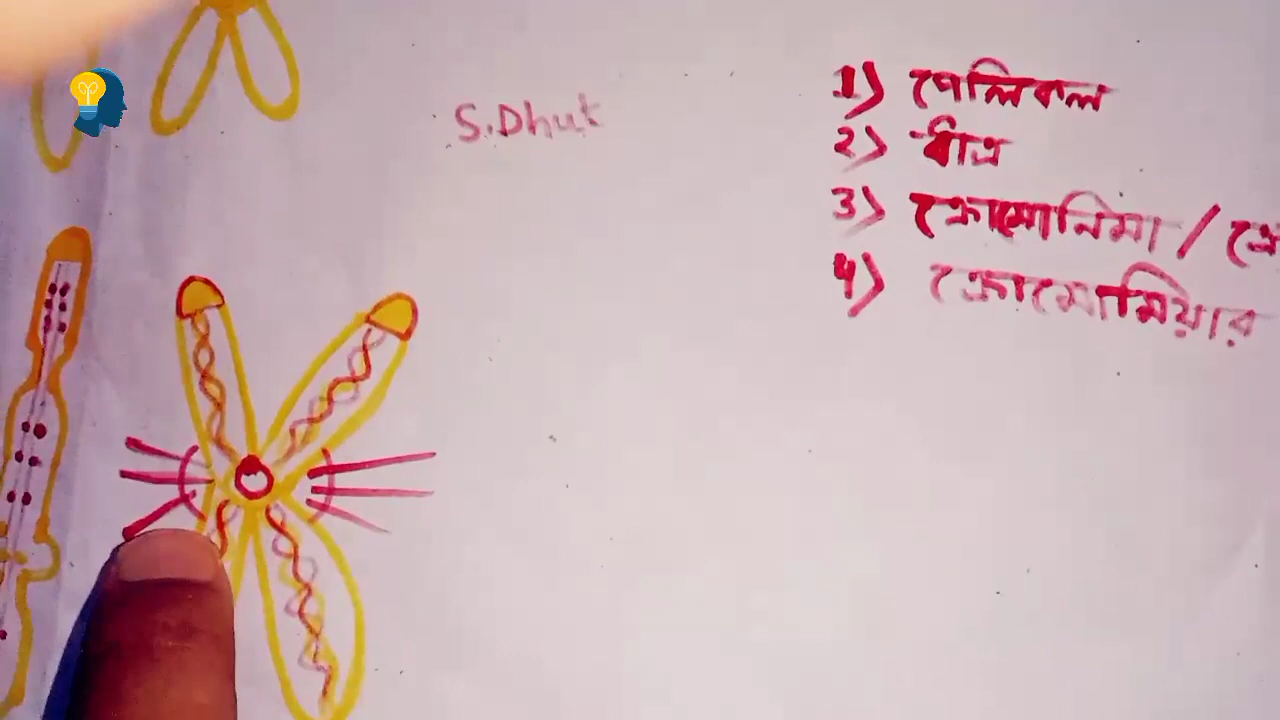 S.Dhut
1) পেলিকল
2) ধাত্র
3) ক্রোমোনিমা /
4) ক্রোমোমিয়ার